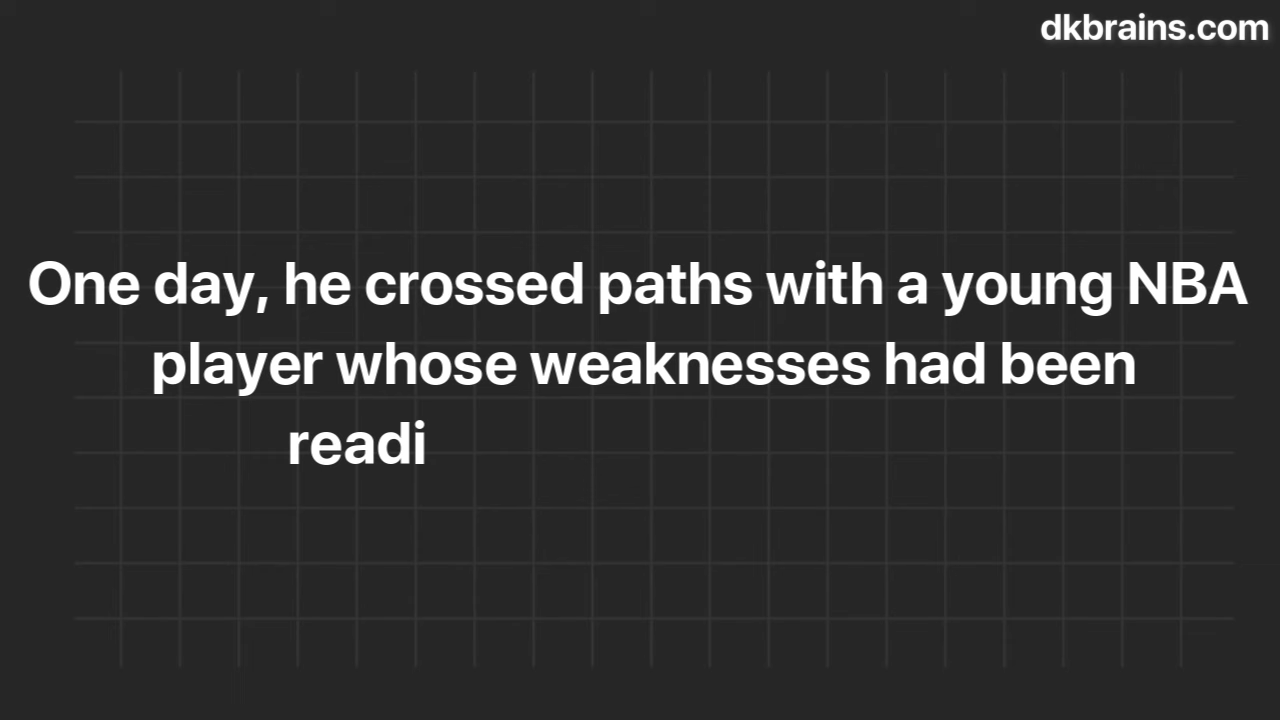 dkbrains.com
One day, he crossed paths with a young NBA
player whose weaknesses had been
readi